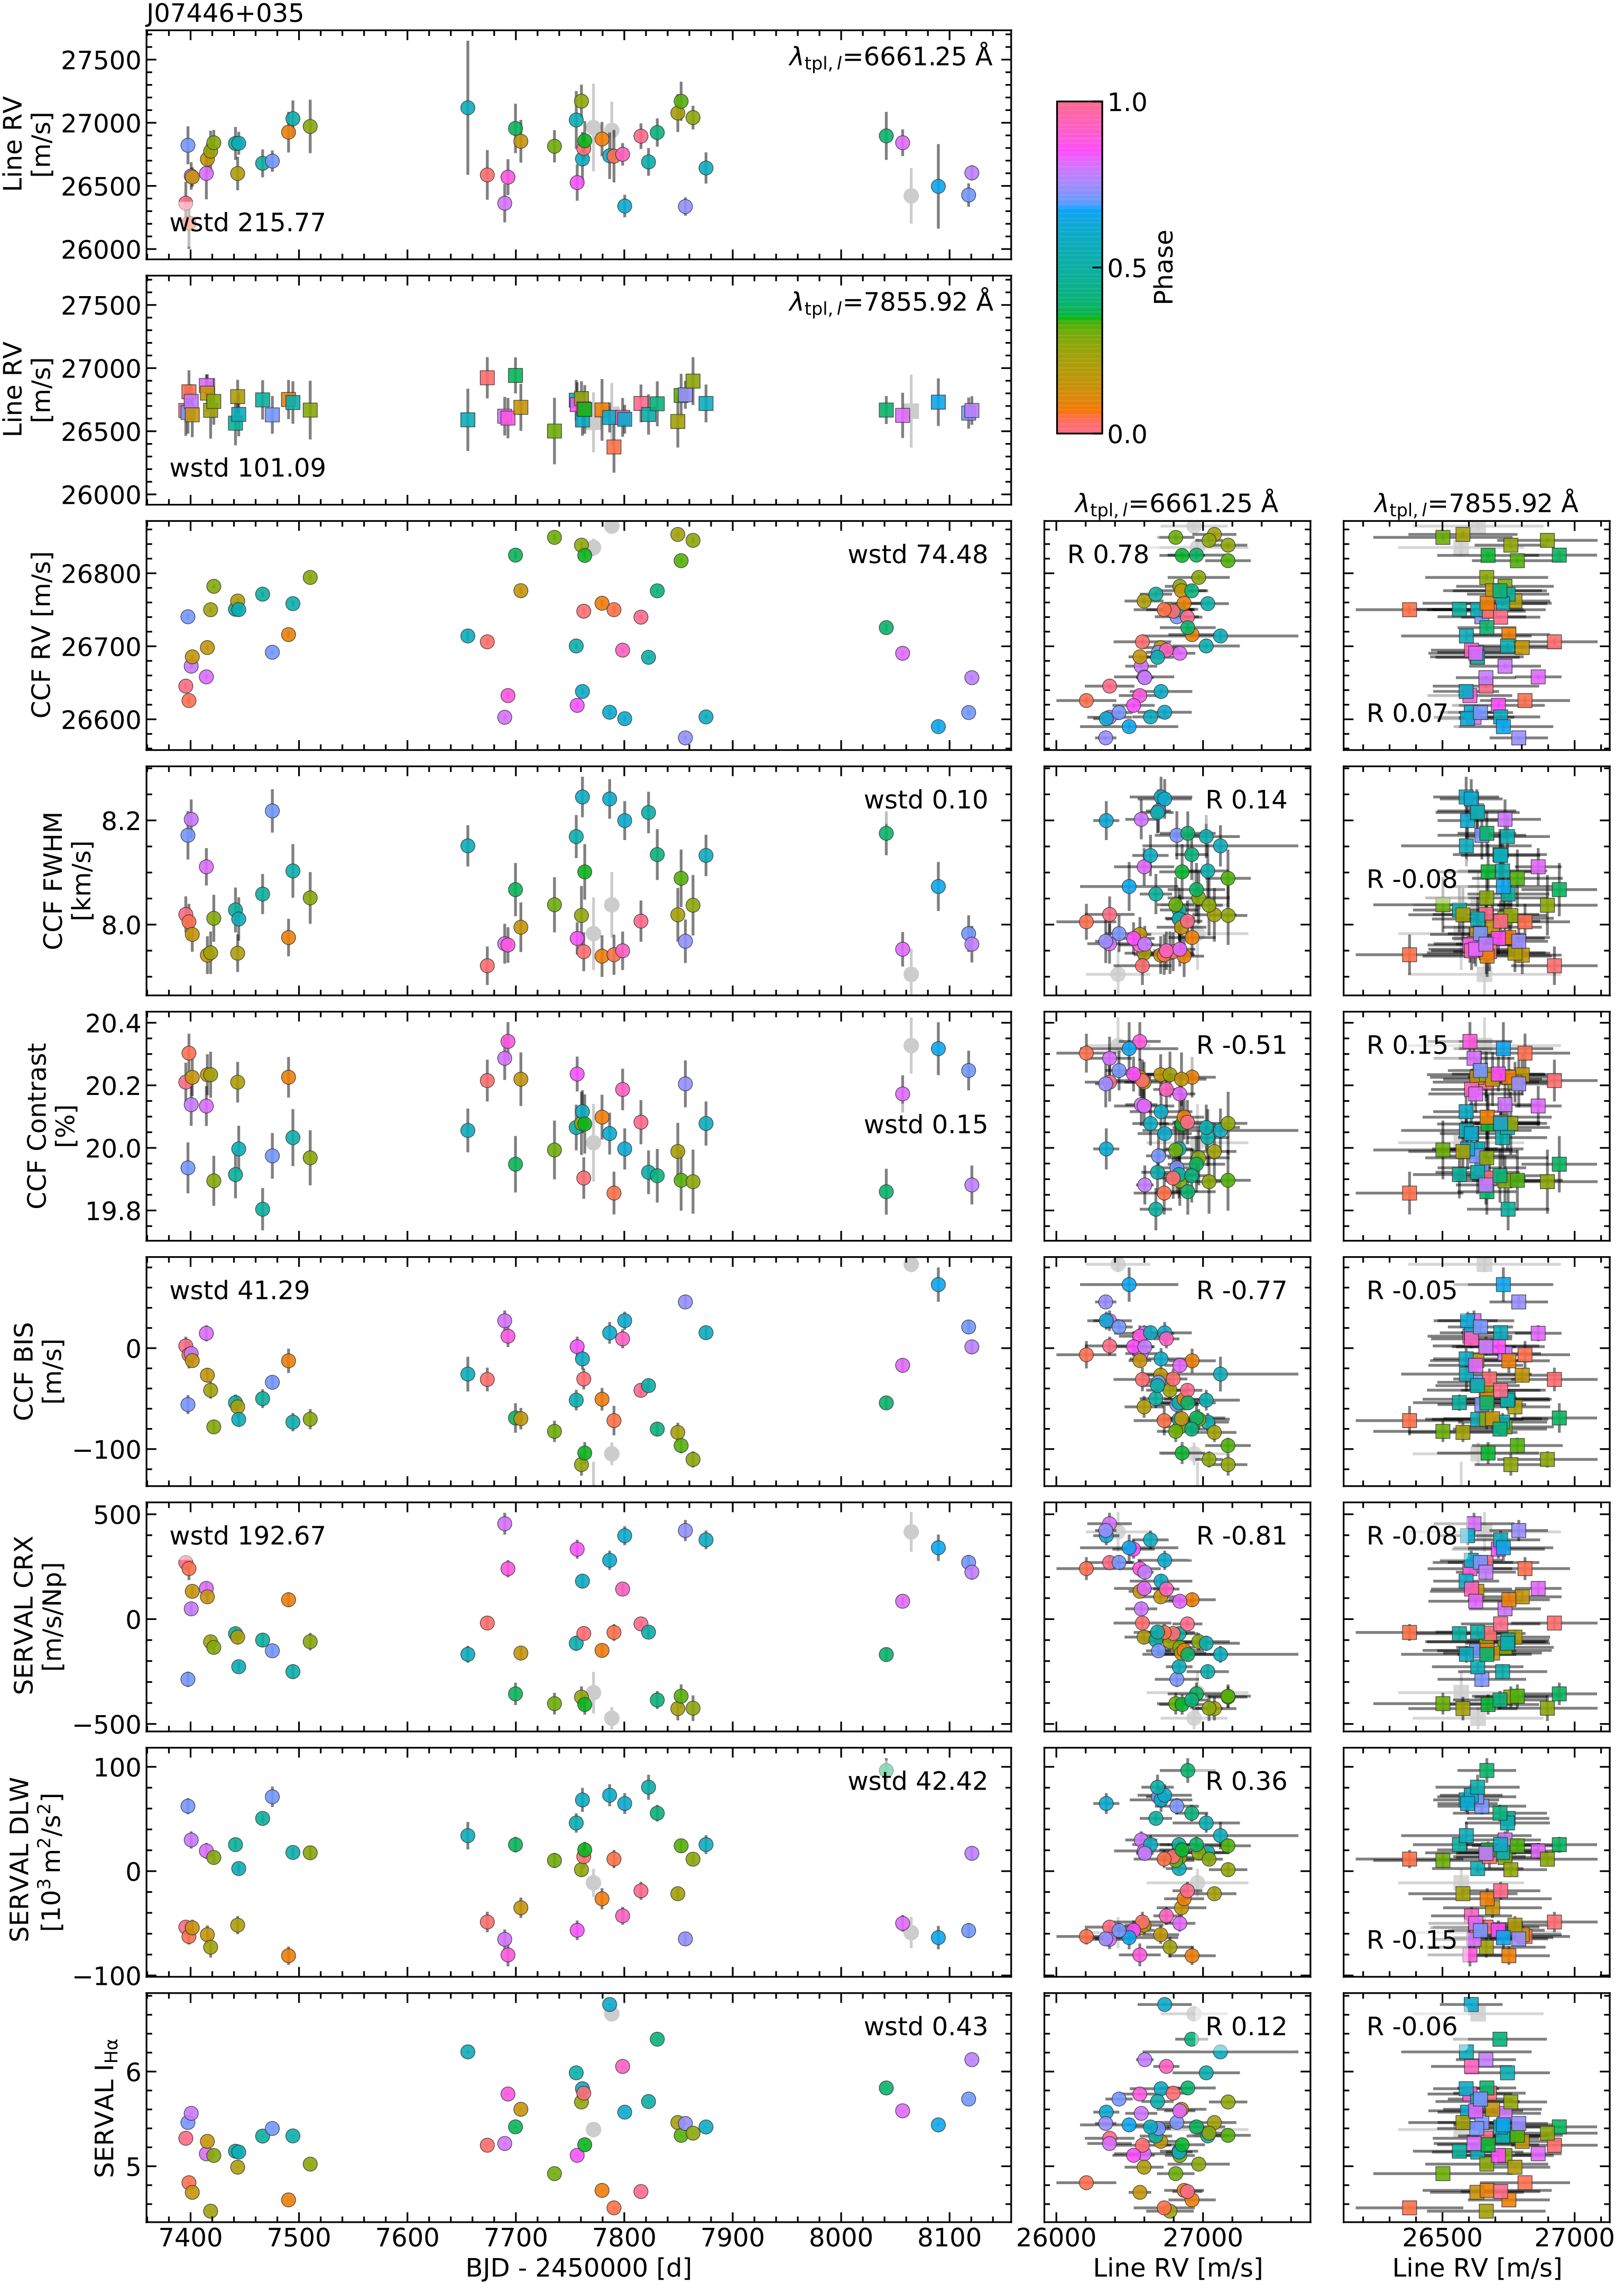 J07446+035
Line RV
[m/s]
27500
27000
26500
26000
λtpl, l=6661.25 Å
wstd 215.77
1.0
0.5
0.0
Phase
Line RV
[m/s]
27500
27000
26500
26000
λtpl, l=7855.92 Å
wstd 101.09
λtpl, l=6661.25 Å
λtpl, l=7855.92 Å
CCF RV [m/s]
26800
26700
26600
wstd 74.48
R 0.78
R 0.07
CCF FWHM
[km/s]
8.2
8.0
wstd 0.10
R 0.14
R -0.08
CCF Contrast
[%]
20.4
20.2
20.0
19.8
wstd 0.15
R -0.51
R 0.15
CCF BIS
[m/s]
0
−100
wstd 41.29
R -0.77
R -0.05
SERVAL CRX
[m/s/Np]
500
0
−500
wstd 192.67
R -0.81
R -0.08
SERVAL DLW
[10³ m²/s²]
100
0
−100
wstd 42.42
R 0.36
R -0.15
SERVAL IHα
6
5
wstd 0.43
R 0.12
R -0.06
7400 7500 7600 7700 7800 7900 8000 8100
BJD - 2450000 [d]
26000 27000
Line RV [m/s]
26500 27000
Line RV [m/s]